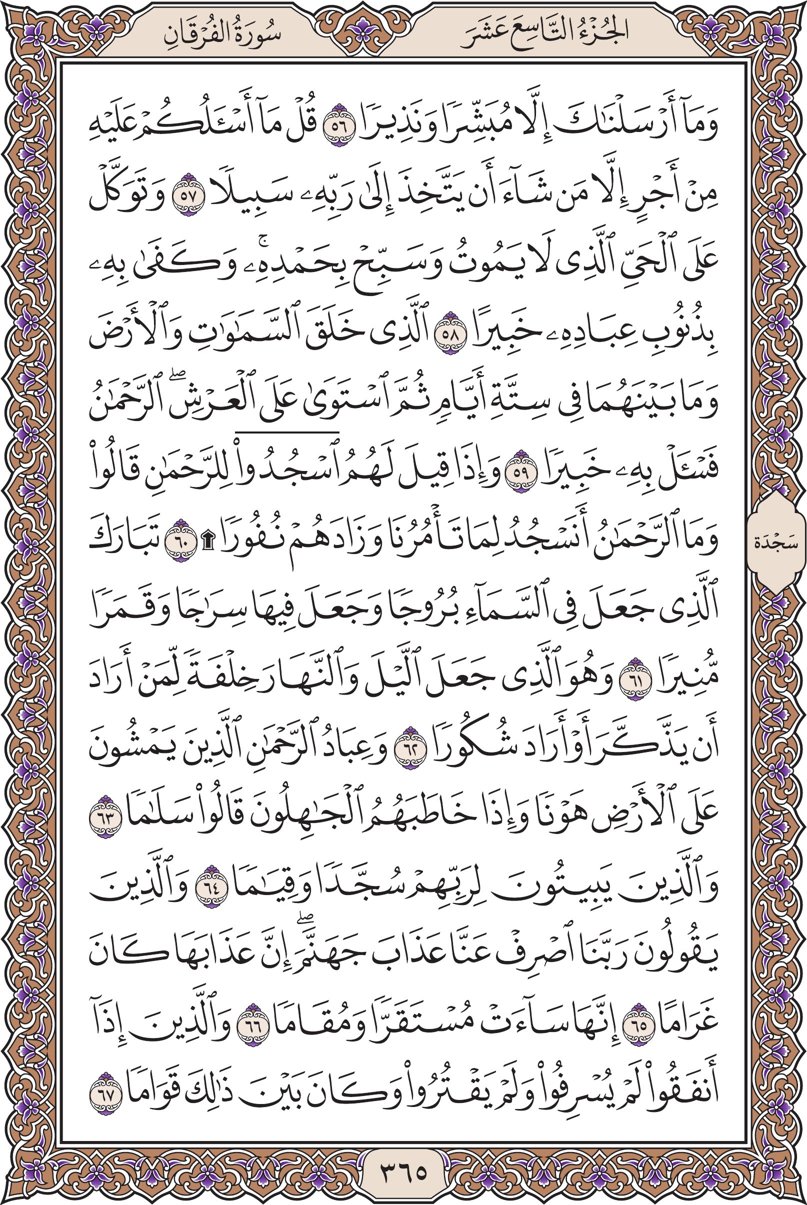 الجُزْءُ التَّاسِعَ عَشَرَ
سُورَةُ الفُرْقَانِ
وَمَآ أَرْسَلْنَٰكَ إِلَّا مُبَشِّرٗا وَنَذِيرٗا ٥٦ قُلۡ مَآ أَسۡـَٔلُكُمۡ عَلَيۡهِ
مِنۡ أَجۡرٍ إِلَّا مَن شَآءَ أَن يَتَّخِذَ إِلَىٰ رَبِّهِۦ سَبِيلٗا ٥٧ وَتَوَكَّلۡ
عَلَى ٱلۡحَيِّ ٱلَّذِي لَا يَمُوتُ وَسَبِّحۡ بِحَمۡدِهِۦۚ وَكَفَىٰ بِهِۦ
بِذُنُوبِ عِبَادِهِۦ خَبِيرًا ٥٨ ٱلَّذِي خَلَقَ ٱلسَّمَٰوَٰتِ وَٱلۡأَرۡضَ
وَمَا بَيۡنَهُمَا فِي سِتَّةِ أَيَّامٖ ثُمَّ ٱسۡتَوَىٰ عَلَى ٱلۡعَرۡشِۖ ٱلرَّحۡمَٰنُ
فَسۡـَٔلۡ بِهِۦ خَبِيرٗا ٥٩ وَإِذَا قِيلَ لَهُمُ ٱسۡجُدُواْۤ لِلرَّحۡمَٰنِ قَالُواْ
وَمَا ٱلرَّحۡمَٰنُ أَنَسۡجُدُ لِمَا تَأۡمُرُنَا وَزَادَهُمۡ نُفُورٗا ۩ ٦٠ تَبَارَكَ
ٱلَّذِي جَعَلَ فِي ٱلسَّمَآءِ بُرُوجٗا وَجَعَلَ فِيهَا سِرَٰجٗا وَقَمَرٗا
مُّنِيرٗا ٦١ وَهُوَ ٱلَّذِي جَعَلَ ٱلَّيۡلَ وَٱلنَّهَارَ خِلۡفَةٗ لِّمَنۡ أَرَادَ
أَن يَذَّكَّرَ أَوۡ أَرَادَ شُكُورٗا ٦٢ وَعِبَادُ ٱلرَّحۡمَٰنِ ٱلَّذِينَ يَمۡشُونَ
عَلَى ٱلۡأَرۡضِ هَوۡنٗا وَإِذَا خَاطَبَهُمُ ٱلۡجَٰهِلُونَ قَالُواْ سَلَٰمٗا ٦٣
وَٱلَّذِينَ يَبِيتُونَ لِرَبِّهِمۡ سُجَّدٗا وَقِيَٰمٗا ٦٤ وَٱلَّذِينَ
يَقُولُونَ رَبَّنَا ٱصۡرِفۡ عَنَّا عَذَابَ جَهَنَّمَۖ إِنَّ عَذَابَهَا كَانَ
غَرَامًا ٦٥ إِنَّهَا سَآءَتۡ مُسۡتَقَرّٗا وَمُقَامٗا ٦٦ وَٱلَّذِينَ إِذَآ
أَنفَقُواْ لَمۡ يُسۡرِفُواْ وَلَمۡ يَقۡتُرُواْ وَكَانَ بَيۡنَ ذَٰلِكَ قَوَامٗا ٦٧
سَجْدَة
٣٦٥